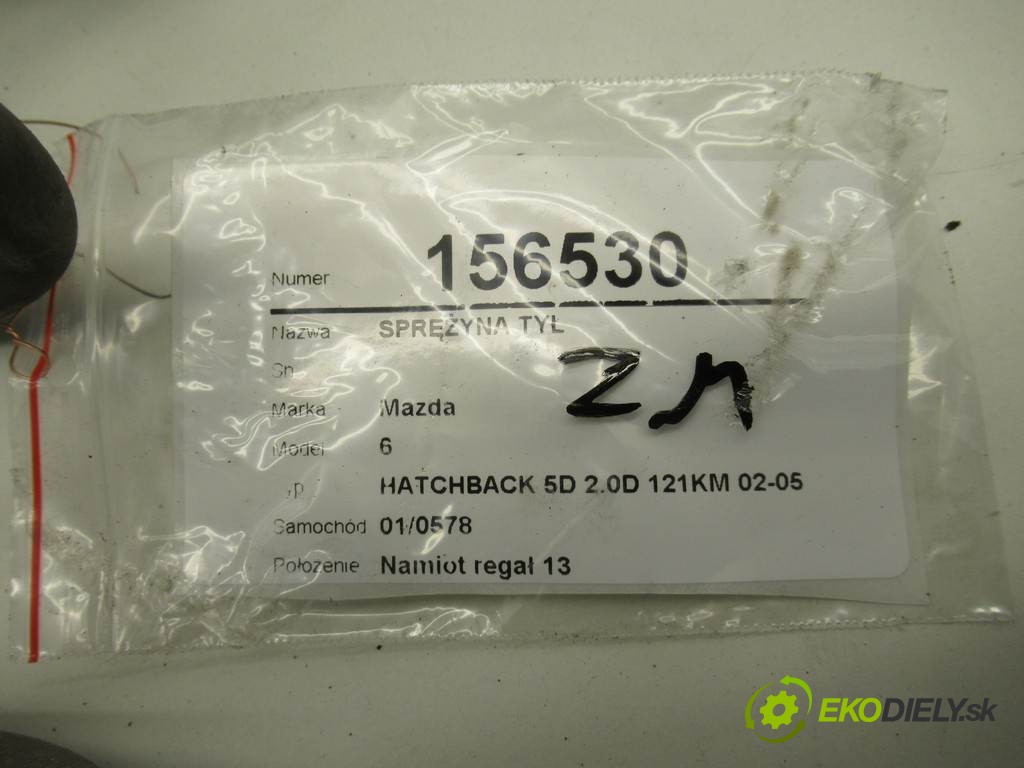 Numer 156530
Nazwa SPRĘŻYNA TYŁ
Sn
Marka Mazda
Model 6
HATCHBACK 5D 2.0D 121KM 02-05
Samochód 01/0578
Położenie Namiot regał 13
EKODIELY.sk